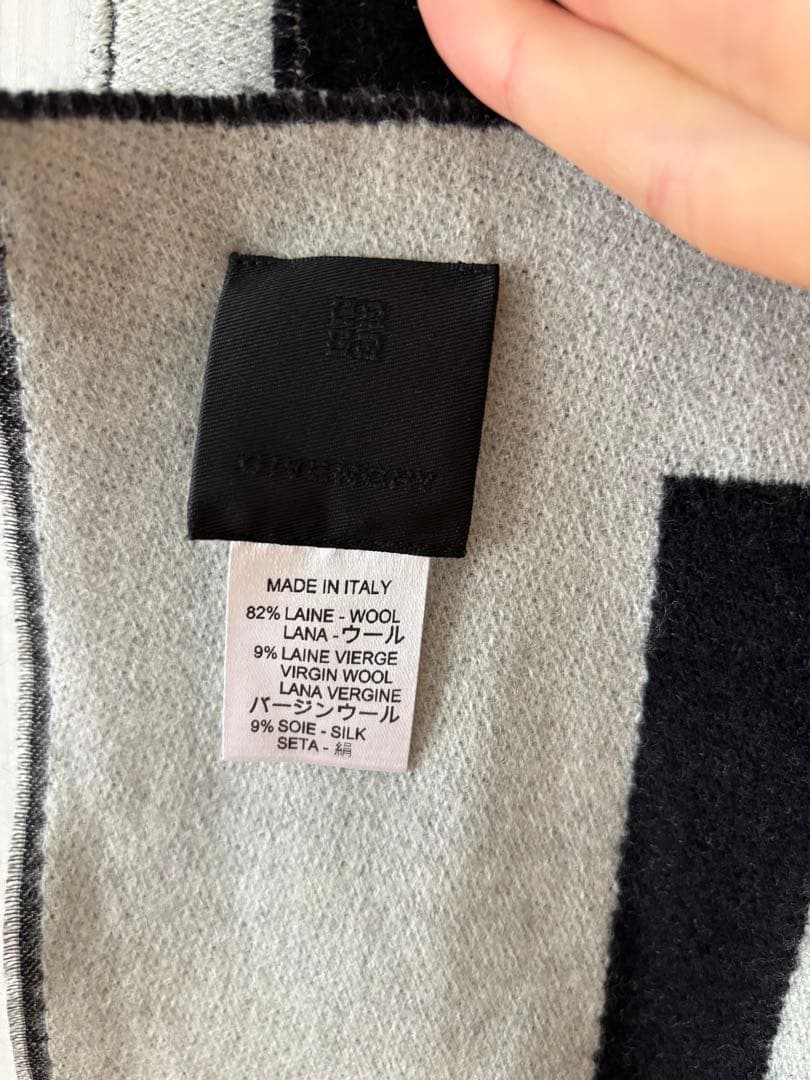 GIVENCHY
MADE IN ITALY
82% LAINE - WOOL
LANA - ウール
9% LAINE VIERGE
VIRGIN WOOL
LANA VERGINE
バージンウール
9% SOIE - SILK
SETA - 絹